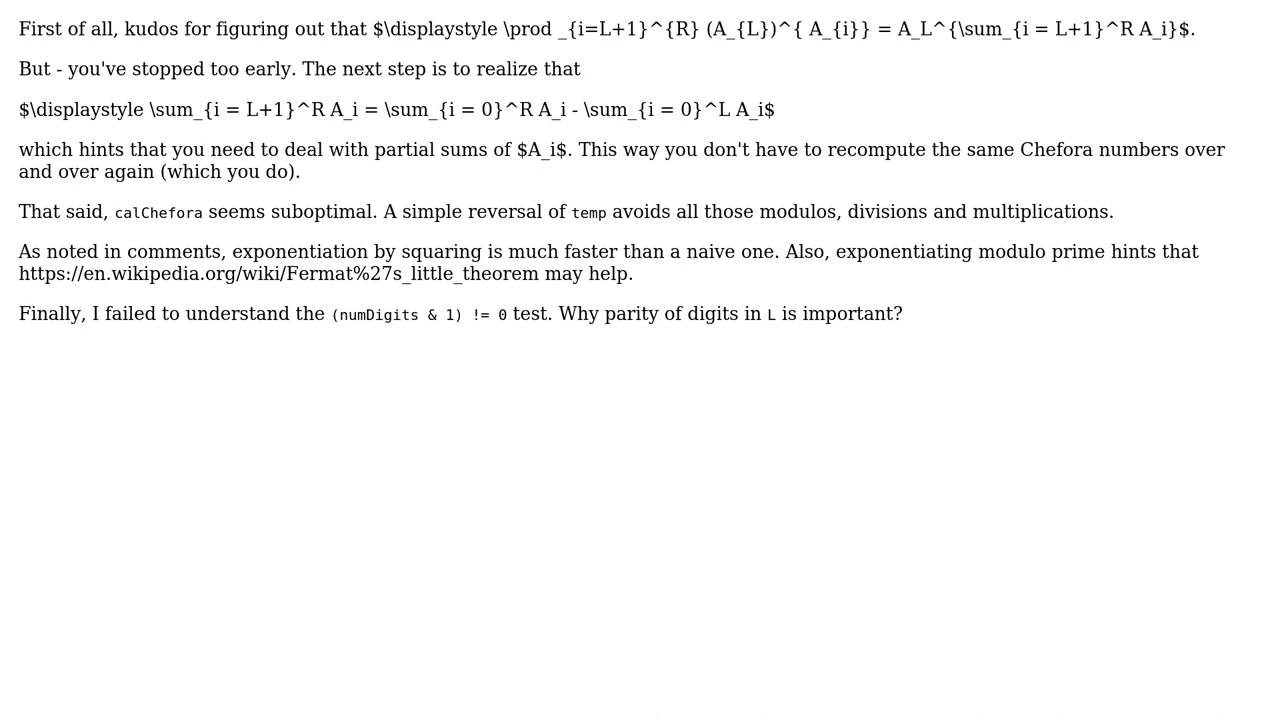 First of all, kudos for figuring out that $\displaystyle \prod _{i=L+1}^{R} (A_{L})^{ A_{i}} = A_L^{\sum_{i = L+1}^R A_i}$.
But - you've stopped too early. The next step is to realize that
$\displaystyle \sum_{i = L+1}^R A_i = \sum_{i = 0}^R A_i - \sum_{i = 0}^L A_i$
which hints that you need to deal with partial sums of $A_i$. This way you don't have to recompute the same Chefora numbers over
and over again (which you do).
That said, calChefora seems suboptimal. A simple reversal of temp avoids all those modulos, divisions and multiplications.
As noted in comments, exponentiation by squaring is much faster than a naive one. Also, exponentiating modulo prime hints that
https://en.wikipedia.org/wiki/Fermat%27s_little_theorem may help.
Finally, I failed to understand the (numDigits & 1) != 0 test. Why parity of digits in L is important?